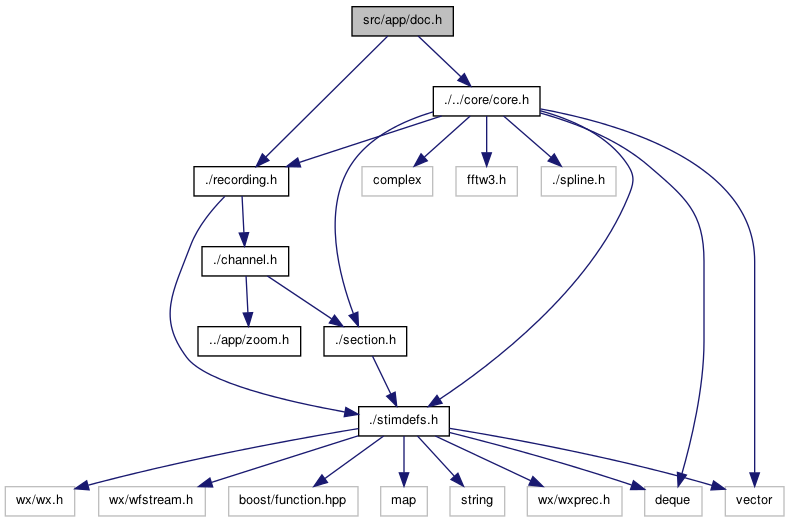 src/app/doc.h
./../core/core.h
./recording.h
complex
fftw3.h
./spline.h
./channel.h
../app/zoom.h
./section.h
./stimdefs.h
wx/wx.h
wx/wfstream.h
boost/function.hpp
map
string
wx/wxprec.h
deque
vector